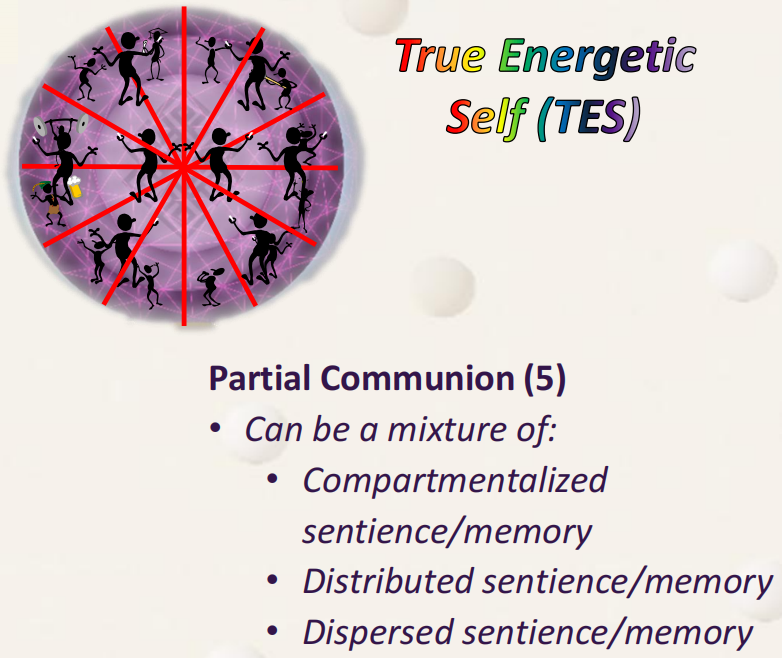 True Energetic
Self (TES)
Partial Communion (5)
• Can be a mixture of:
• Compartmentalized
sentience/memory
• Distributed sentience/memory
• Dispersed sentience/memory